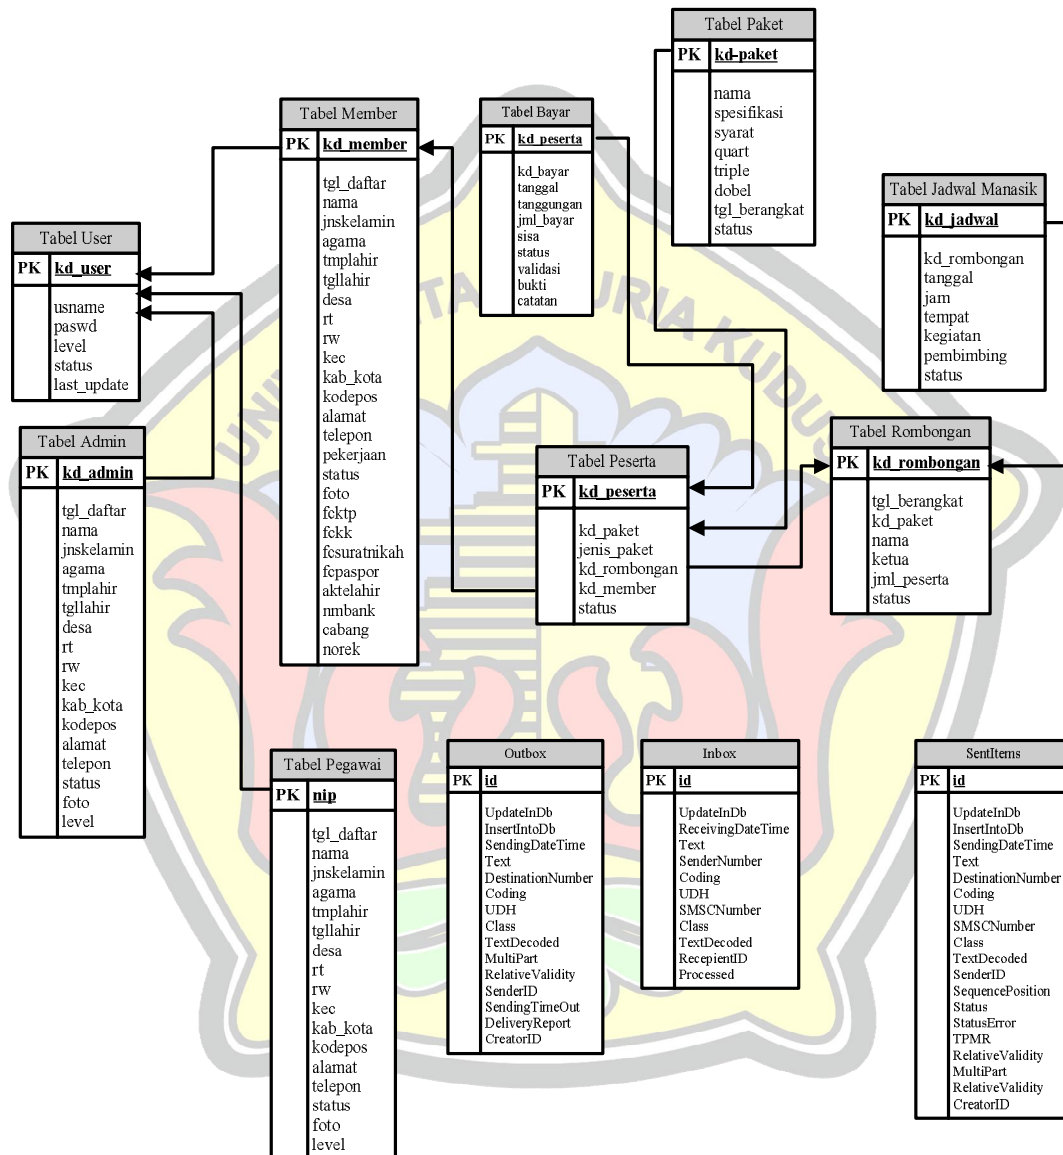 Tabel Paket
PK kd-paket
nama
spesifikasi
syarat
quart
triple
dobel
tgl_berangkat
status
Tabel Member
PK kd_member
tgl_daftar
nama
jnskelamin
agama
tmplahir
tgllahir
desa
rt
rw
kec
kab_kota
kodepos
alamat
telepon
pekerjaan
status
foto
fcktp
fckk
fcsuratnikah
fcpaspor
aktelahir
nmbank
cabang
norek
Tabel Bayar
PK kd_peserta
kd_bayar
tanggal
tanggungan
jml_bayar
sisa
status
validasi
bukti
catatan
Tabel Jadwal Manasik
PK kd_jadwal
kd_rombongan
tanggal
jam
tempat
kegiatan
pembimbing
status
Tabel User
PK kd_user
usname
paswd
level
status
last_update
Tabel Admin
PK kd_admin
tgl_daftar
nama
jnskelamin
agama
tmplahir
tgllahir
desa
rt
rw
kec
kab_kota
kodepos
alamat
telepon
status
foto
level
Tabel Peserta
PK kd_peserta
kd_paket
jenis_paket
kd_rombongan
kd_member
status
Tabel Rombongan
PK kd_rombongan
tgl_berangkat
kd_paket
nama
ketua
jml_peserta
status
Tabel Pegawai
PK nip
tgl_daftar
nama
jnskelamin
agama
tmplahir
tgllahir
desa
rt
rw
kec
kab_kota
kodepos
alamat
telepon
status
foto
level
Outbox
PK id
UpdateInDb
InsertIntoDb
SendingDateTime
Text
DestinationNumber
Coding
UDH
Class
TextDecoded
MultiPart
RelativeValidity
SenderID
SendingTimeOut
DeliveryReport
CreatorID
Inbox
PK id
UpdateInDb
ReceivingDateTime
Text
SenderNumber
Coding
UDH
SMSCNumber
Class
TextDecoded
RecepientID
Processed
SentItems
PK id
UpdateInDb
InsertIntoDb
SendingDateTime
Text
DestinationNumber
Coding
UDH
SMSCNumber
Class
TextDecoded
SenderID
SequencePosition
Status
StatusError
TPMR
RelativeValidity
MultiPart
RelativeValidity
CreatorID
KUDUS